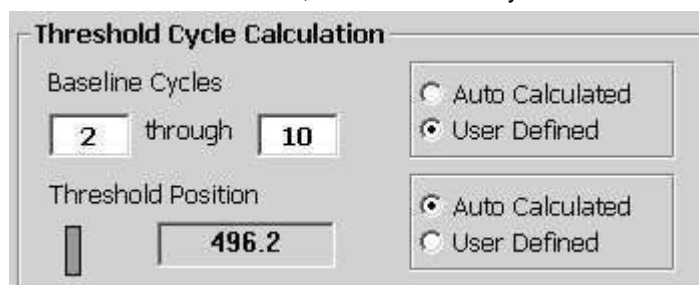 Threshold Cycle Calculation
Baseline Cycles
2 through 10
Auto Calculated
User Defined
Threshold Position
496.2
Auto Calculated
User Defined